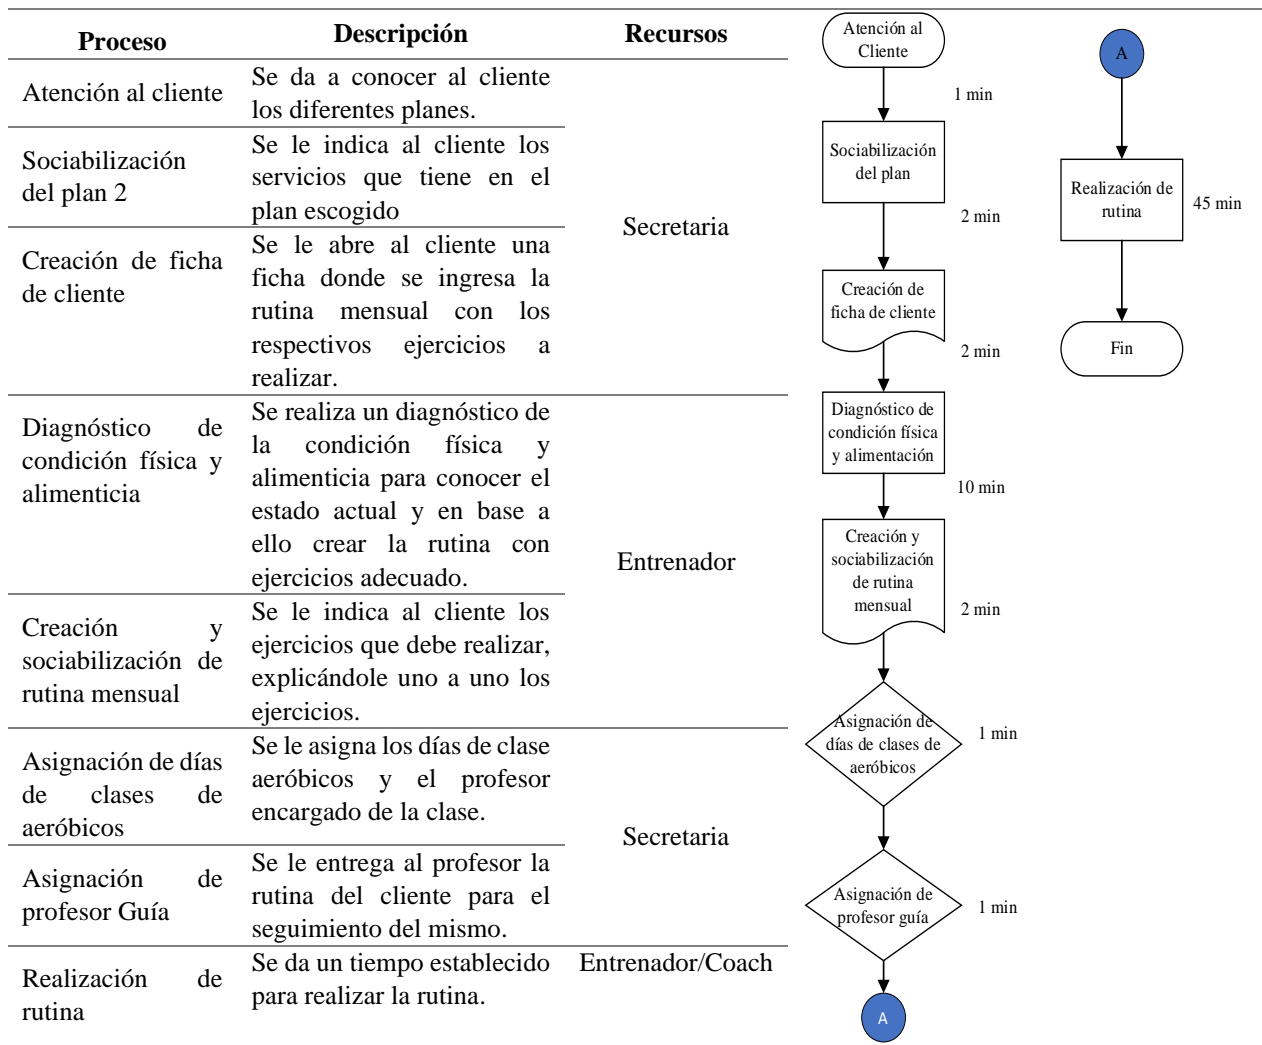 Proceso
Descripción
Recursos
Atención al cliente
Se da a conocer al cliente
los diferentes planes.
Sociabilización
del plan 2
Se le indica al cliente los
servicios que tiene en el
plan escogido
Creación de ficha
de cliente
Se le abre al cliente una
ficha donde se ingresa la
rutina mensual con los
respectivos ejercicios a
realizar.
Secretaria
Diagnóstico de
condición física y
alimenticia
Se realiza un diagnóstico de
la condición física y
alimenticia para conocer el
estado actual y en base a
ello crear la rutina con
ejercicios adecuado.
Entrenador
Creación y
sociabilización de
rutina mensual
Se le indica al cliente los
ejercicios que debe realizar,
explicándole uno a uno los
ejercicios.
Asignación de días
de clases de
aeróbicos
Se le asigna los días de clase
aeróbicos y el profesor
encargado de la clase.
Secretaria
Asignación de
profesor Guía
Se le entrega al profesor la
rutina del cliente para el
seguimiento del mismo.
Realización de
rutina
Se da un tiempo establecido
para realizar la rutina.
Entrenador/Coach
Atención al
Cliente
1 min
Sociabilización
del plan
2 min
Creación de
ficha de cliente
2 min
Diagnóstico de
condición física
y alimentación
10 min
Creación y
sociabilización
de rutina
mensual
2 min
Asignación de
días de clases de
aeróbicos
1 min
Asignación de
profesor guía
1 min
A
A
Realización de
rutina
45 min
Fin